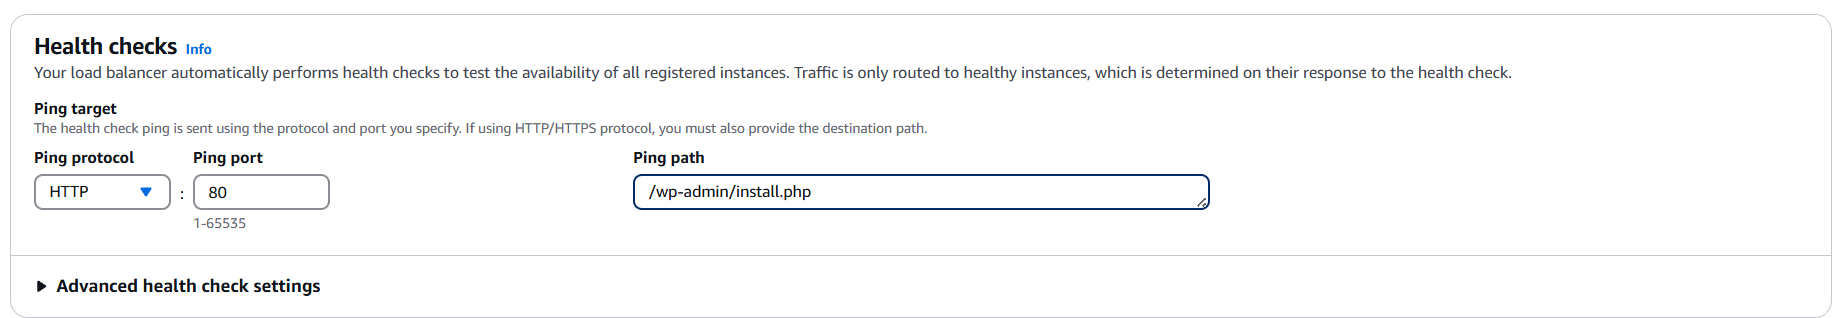 Health checks Info
Your load balancer automatically performs health checks to test the availability of all registered instances. Traffic is only routed to healthy instances, which is determined on their response to the health check.
Ping target
The health check ping is sent using the protocol and port you specify. If using HTTP/HTTPS protocol, you must also provide the destination path.
Ping protocol Ping port Ping path
HTTP : 80 /wp-admin/install.php
1-65535
Advanced health check settings